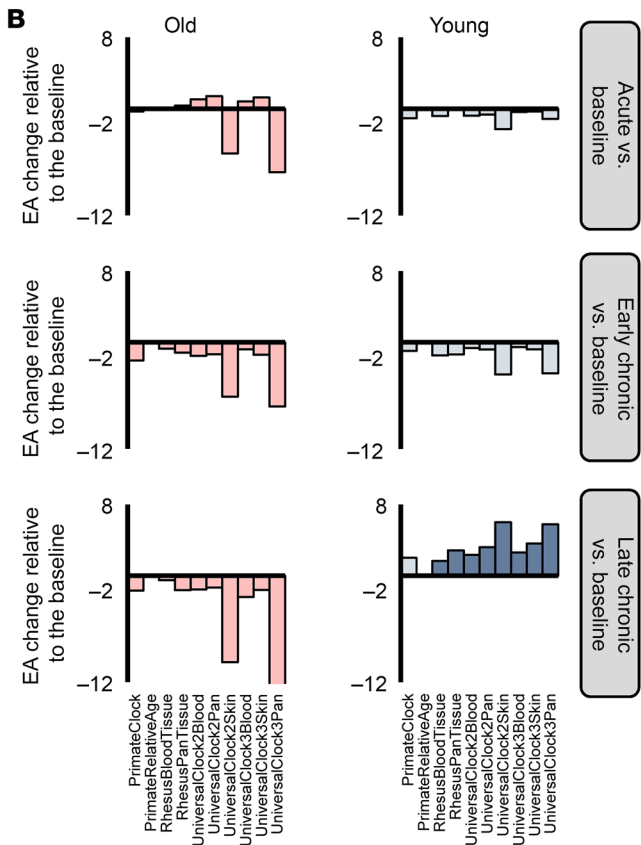 B
Old
Young
EA change relative
to the baseline
8
−2
−12
8
−2
−12
Acute vs.
baseline
EA change relative
to the baseline
8
−2
−12
8
−2
−12
Early chronic
vs. baseline
EA change relative
to the baseline
8
−2
−12
8
−2
−12
Late chronic
vs. baseline
PrimateClock
PrimateRelativeAge
RhesusBloodTissue
RhesusPanTissue
UniversalClock2Blood
UniversalClock2Pan
UniversalClock2Skin
UniversalClock3Blood
UniversalClock3Skin
UniversalClock3Pan
PrimateClock
PrimateRelativeAge
RhesusBloodTissue
RhesusPanTissue
UniversalClock2Blood
UniversalClock2Pan
UniversalClock2Skin
UniversalClock3Blood
UniversalClock3Skin
UniversalClock3Pan